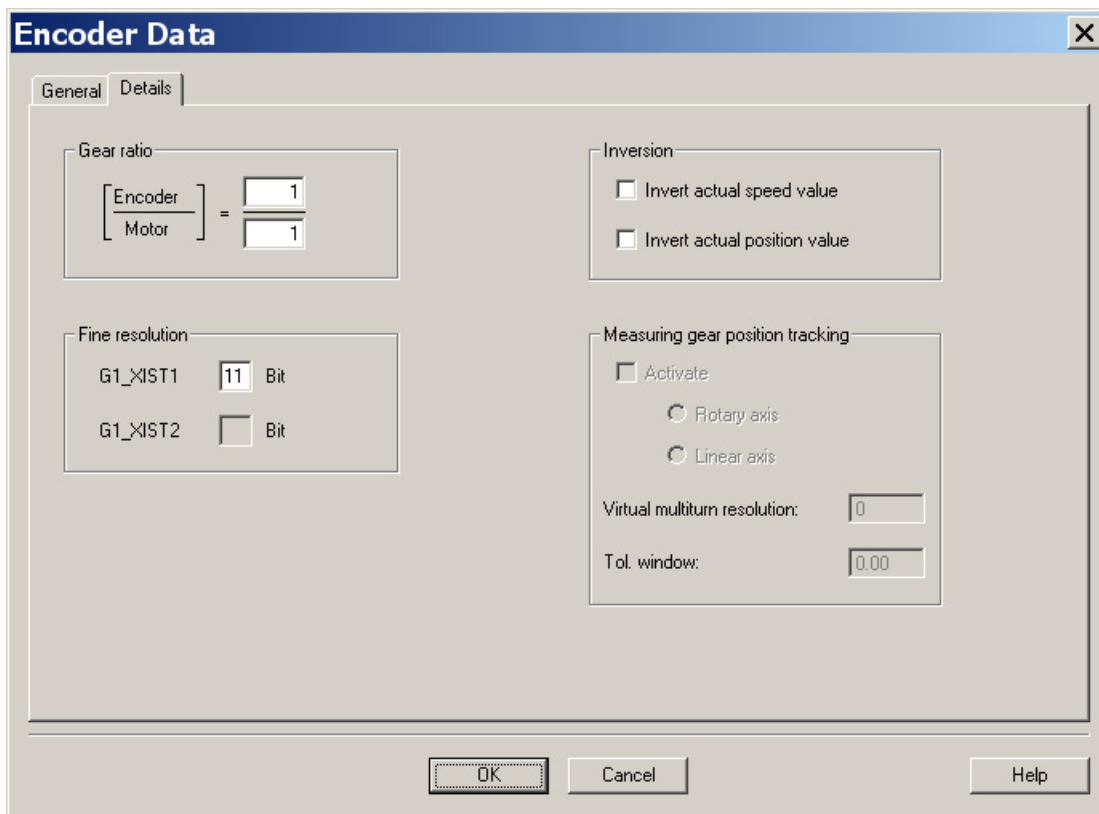 Encoder Data
General Details
Gear ratio
Encoder
Motor
=
1
1
Fine resolution
G1_XIST1 11 Bit
G1_XIST2 Bit
Inversion
Invert actual speed value
Invert actual position value
Measuring gear position tracking
Activate
Rotary axis
Linear axis
Virtual multiturn resolution: 0
Tol. window: 0.00
OK Cancel Help